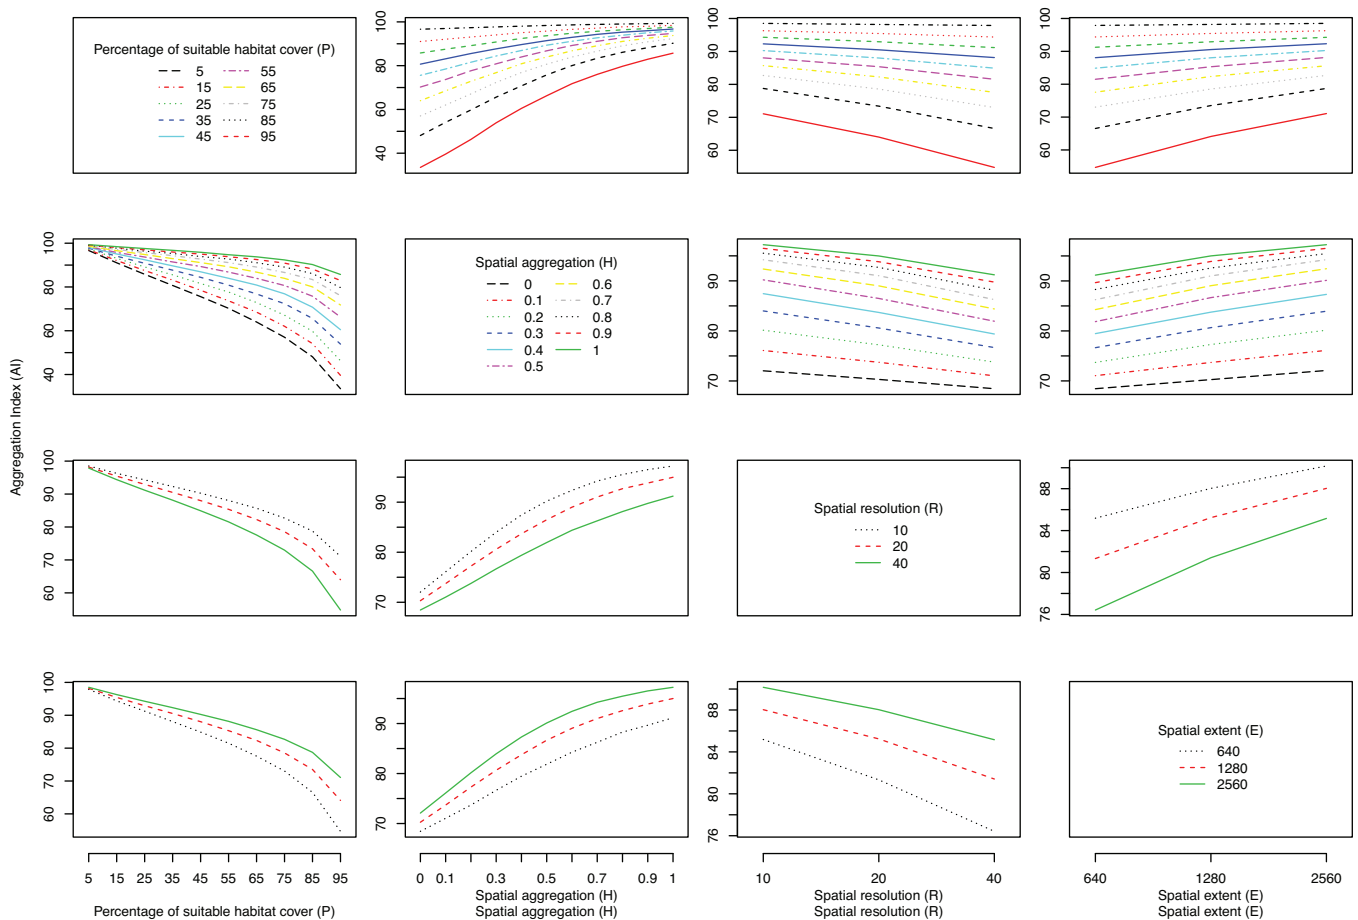 Percentage of suitable habitat cover (P)
5 55
15 65
25 75
35 85
45 95
40 60 80 100
60 70 80 90 100
60 70 80 90 100
Aggregation Index (AI)
40 60 80 100
Spatial aggregation (H)
0 0.6
0.1 0.7
0.2 0.8
0.3 0.9
0.4 1
0.5
70 80 90
70 80 90
60 70 80 90 100
70 80 90
Spatial resolution (R)
10
20
40
76 80 84 88
60 70 80 90 100
70 80 90
76 80 84 88
Spatial extent (E)
640
1280
2560
5 15 25 35 45 55 65 75 85 95
0 0.1 0.3 0.5 0.7 0.9 1
10 20 40
640 1280 2560
Percentage of suitable habitat cover (P)
Spatial aggregation (H)
Spatial aggregation (H)
Spatial resolution (R)
Spatial resolution (R)
Spatial extent (E)
Spatial extent (E)